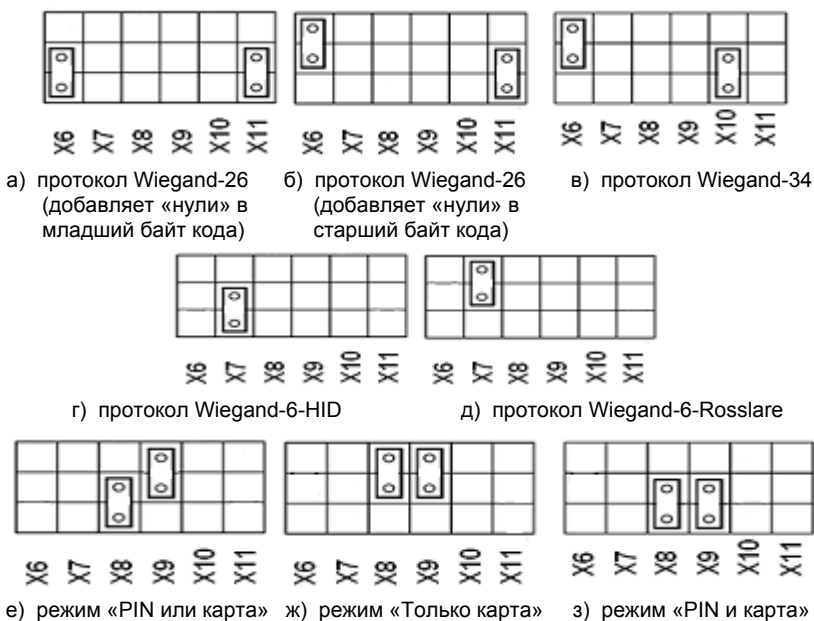 X6 X7 X8 X9 X10 X11 X6 X7 X8 X9 X10 X11 X6 X7 X8 X9 X10 X11
а) протокол Wiegand-26 б) протокол Wiegand-26 в) протокол Wiegand-34
(добавляет «нули» в (добавляет «нули» в
младший байт кода) старший байт кода)
X6 X7 X8 X9 X10 X11 X6 X7 X8 X9 X10 X11
г) протокол Wiegand-6-HID д) протокол Wiegand-6-Rosslare
X6 X7 X8 X9 X10 X11 X6 X7 X8 X9 X10 X11 X6 X7 X8 X9 X10 X11
е) режим «PIN или карта» ж) режим «Только карта» з) режим «PIN и карта»